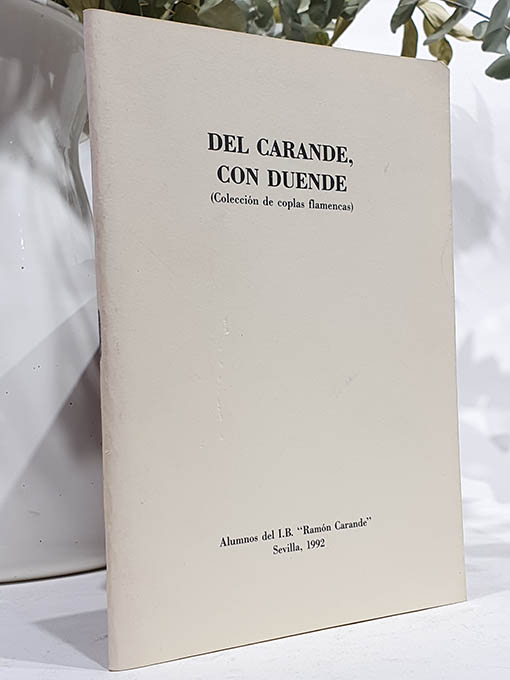 DEL CARANDE,
CON DUENDE
(Colección de coplas flamencas)
Alumnos del I.B. "Ramón Carande"
Sevilla, 1992